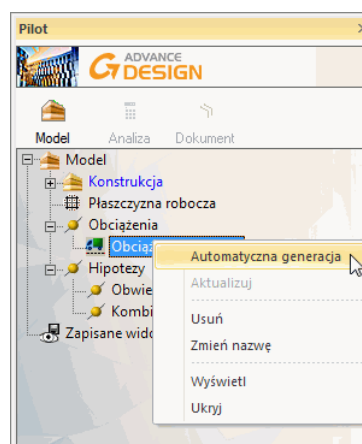 Pilot
ADVANCE
DESIGN
Model
Analiza
Dokument
Model
Konstrukcja
Płaszczyzna robocza
Obciążenia
Automatyczna generacja
Aktualizuj
Hipotezy
Usuń
Zmień nazwę
Zapisane
Wyświetl
Ukryj